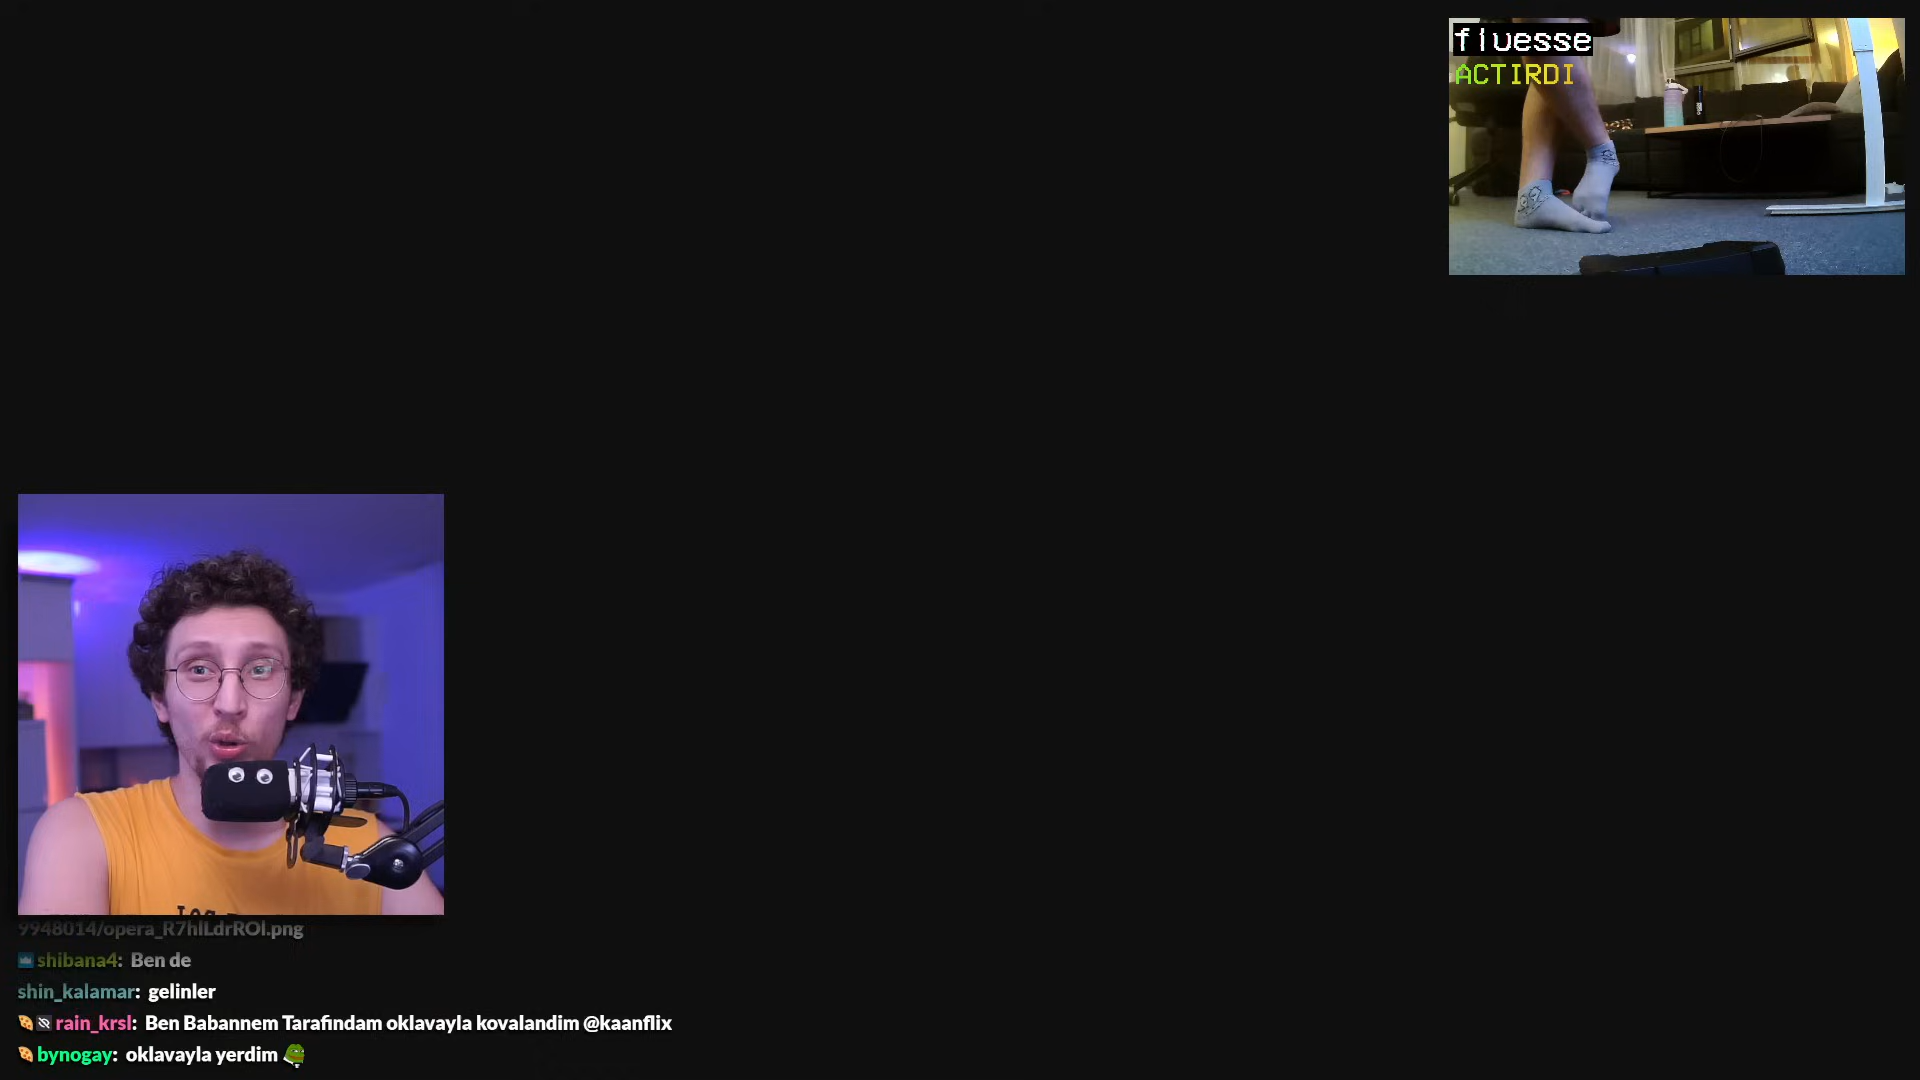 fluesse
ACTIRDI
9948014/opera_R7hlLdrROl.png
shibana4: Ben de
shin_kalamar: gelinler
rain_krsl: Ben Babannem Tarafindam oklavayla kovalandim @kaanflix
bynogay: oklavayla yerdim